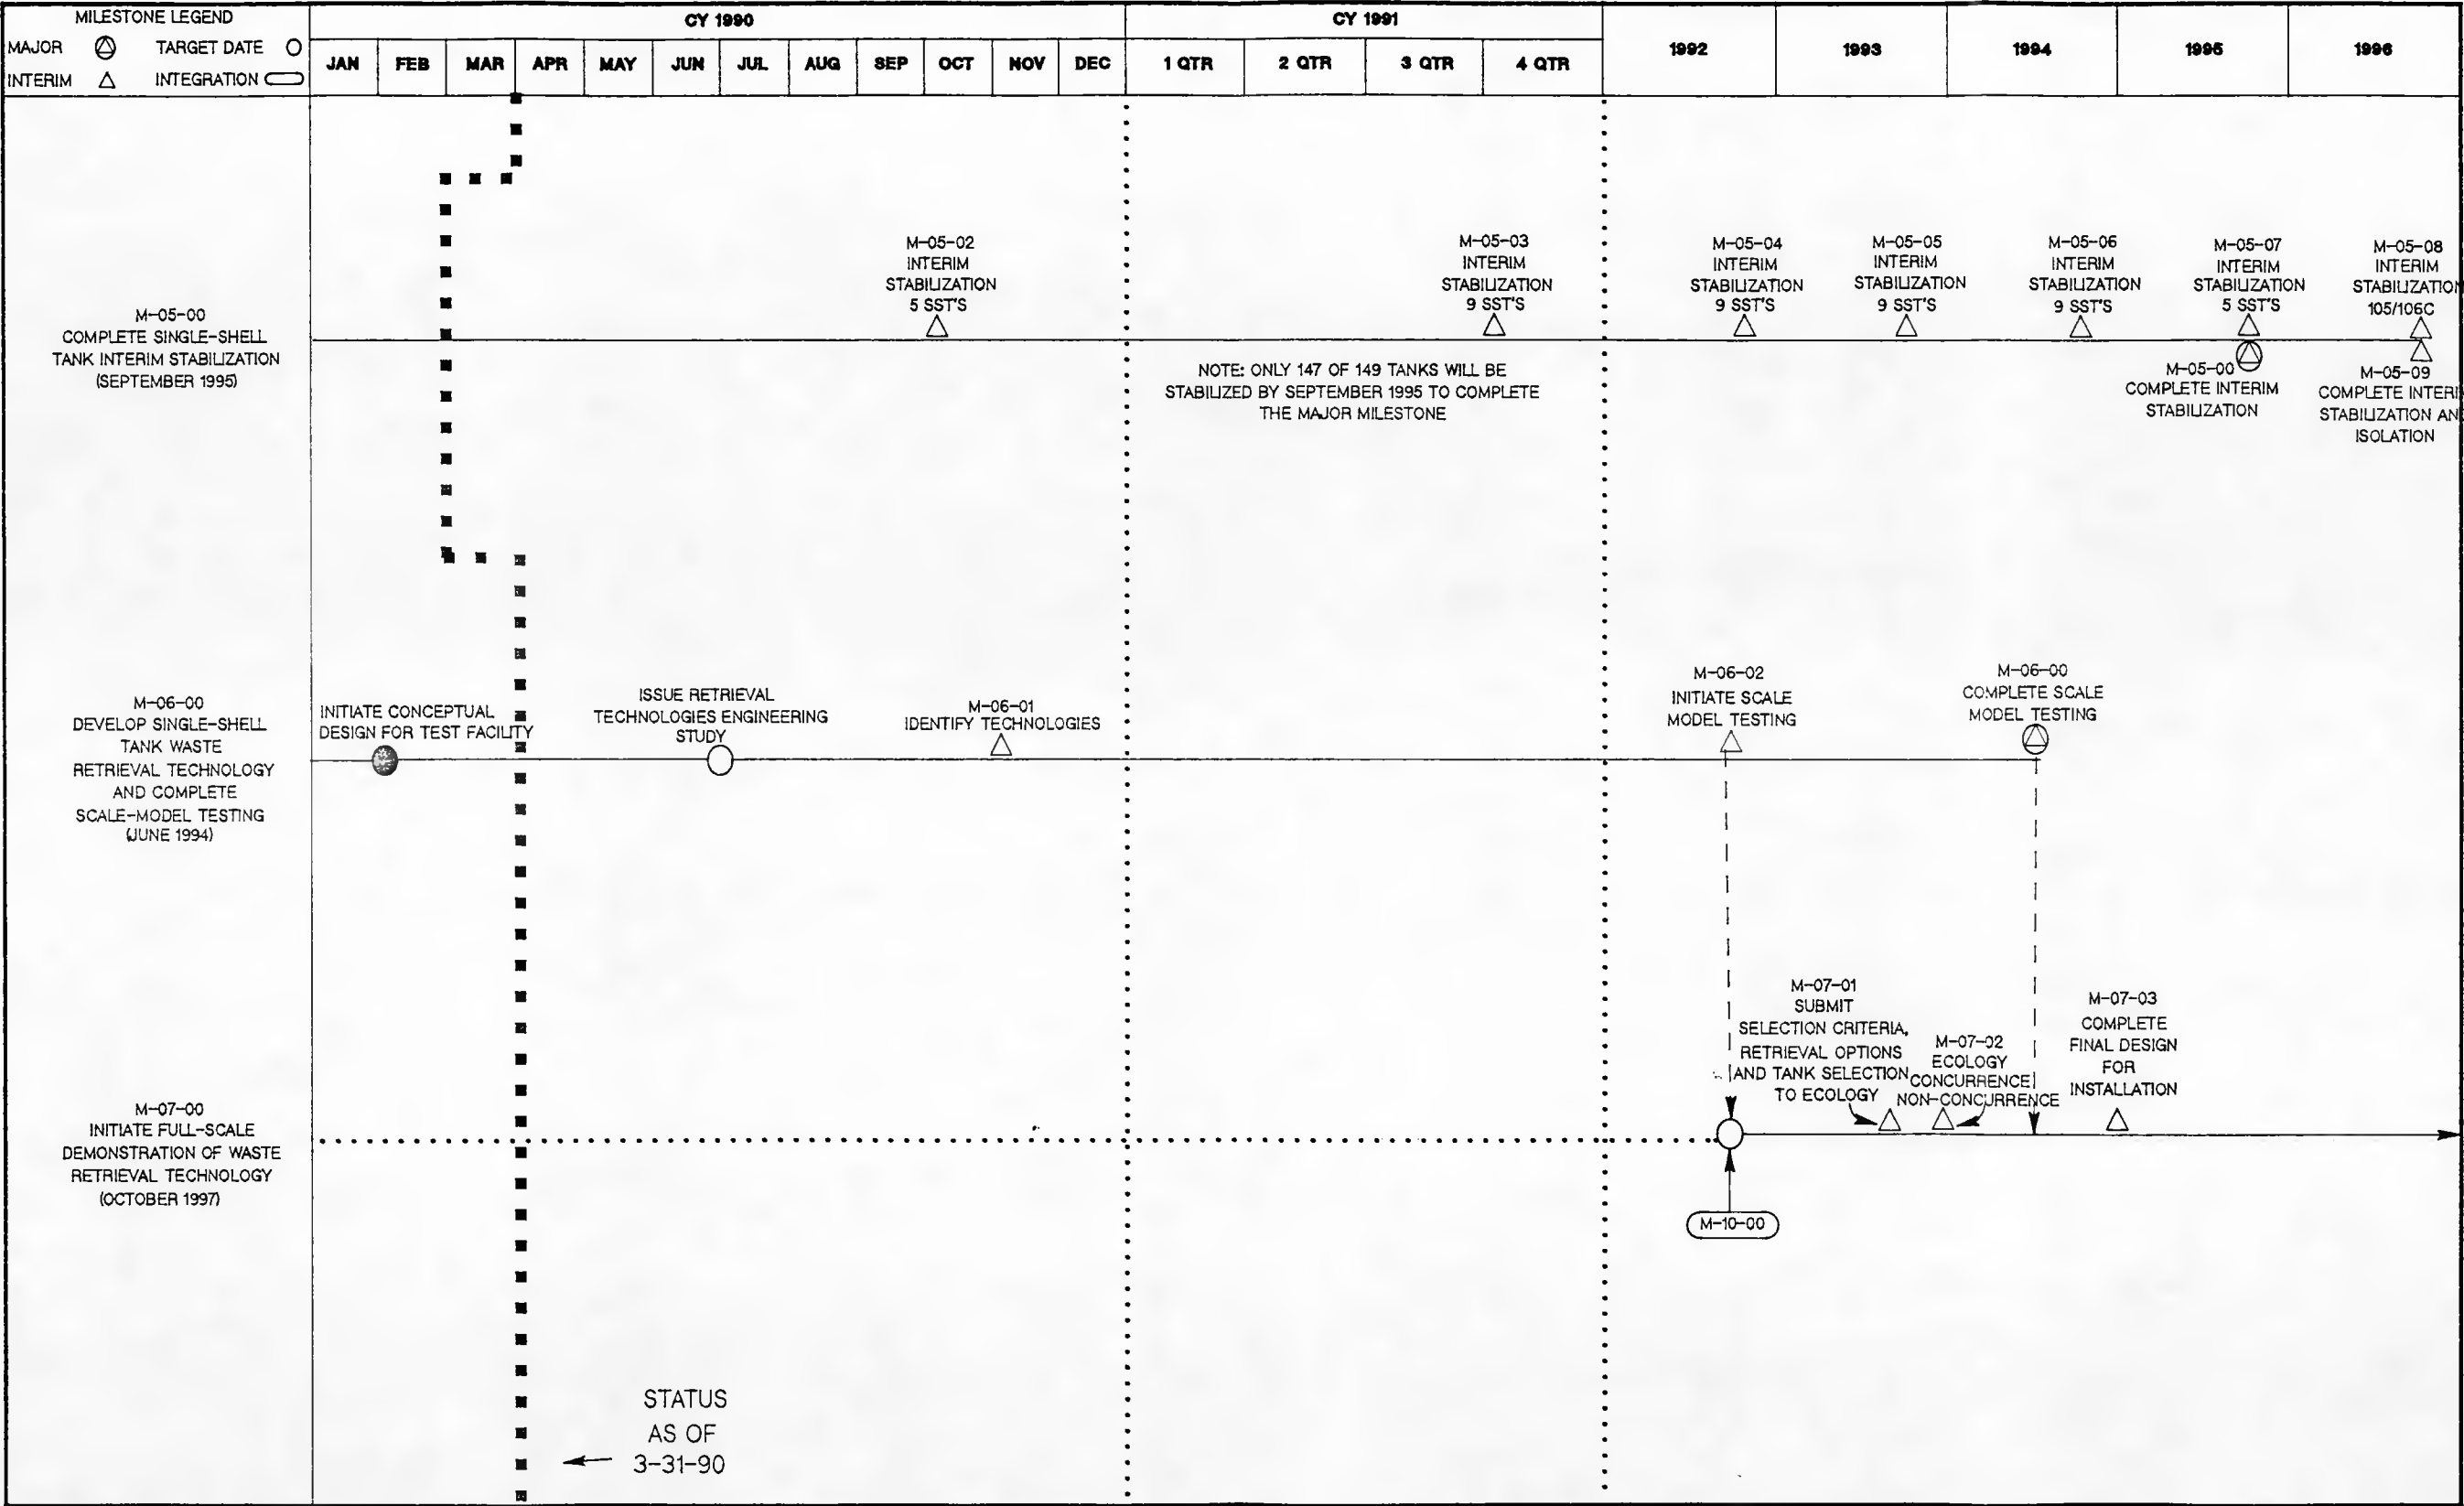 MILESTONE LEGEND
MAJOR TARGET DATE
INTERIM INTEGRATION
CY 1990
JAN FEB MAR APR MAY JUN JUL AUG SEP OCT NOV DEC
CY 1991
1 QTR 2 QTR 3 QTR 4 QTR
1992 1993 1994 1995 1996
M-05-00
COMPLETE SINGLE-SHELL
TANK INTERIM STABILIZATION
(SEPTEMBER 1995)
M-05-02
INTERIM
STABILIZATION
5 SST'S
M-05-03
INTERIM
STABILIZATION
9 SST'S
M-05-04
INTERIM
STABILIZATION
9 SST'S
M-05-05
INTERIM
STABILIZATION
9 SST'S
M-05-06
INTERIM
STABILIZATION
9 SST'S
M-05-07
INTERIM
STABILIZATION
5 SST'S
M-05-08
INTERIM
STABILIZATION
105/106C
NOTE: ONLY 147 OF 149 TANKS WILL BE
STABILIZED BY SEPTEMBER 1995 TO COMPLETE
THE MAJOR MILESTONE
M-05-00
COMPLETE INTERIM
STABILIZATION
M-05-09
COMPLETE INTERI
STABILIZATION AN
ISOLATION
M-06-00
DEVELOP SINGLE-SHELL
TANK WASTE
RETRIEVAL TECHNOLOGY
AND COMPLETE
SCALE-MODEL TESTING
(JUNE 1994)
INITIATE CONCEPTUAL
DESIGN FOR TEST FACILITY
ISSUE RETRIEVAL
TECHNOLOGIES ENGINEERING
STUDY
M-06-01
IDENTIFY TECHNOLOGIES
M-06-02
INITIATE SCALE
MODEL TESTING
M-06-00
COMPLETE SCALE
MODEL TESTING
M-07-00
INITIATE FULL-SCALE
DEMONSTRATION OF WASTE
RETRIEVAL TECHNOLOGY
(OCTOBER 1997)
M-07-01
SUBMIT
SELECTION CRITERIA,
RETRIEVAL OPTIONS
AND TANK SELECTION
TO ECOLOGY
M-07-02
ECOLOGY
CONCURRENCE
NON-CONCURRENCE
M-07-03
COMPLETE
FINAL DESIGN
FOR
INSTALLATION
M-10-00
STATUS
AS OF
3-31-90